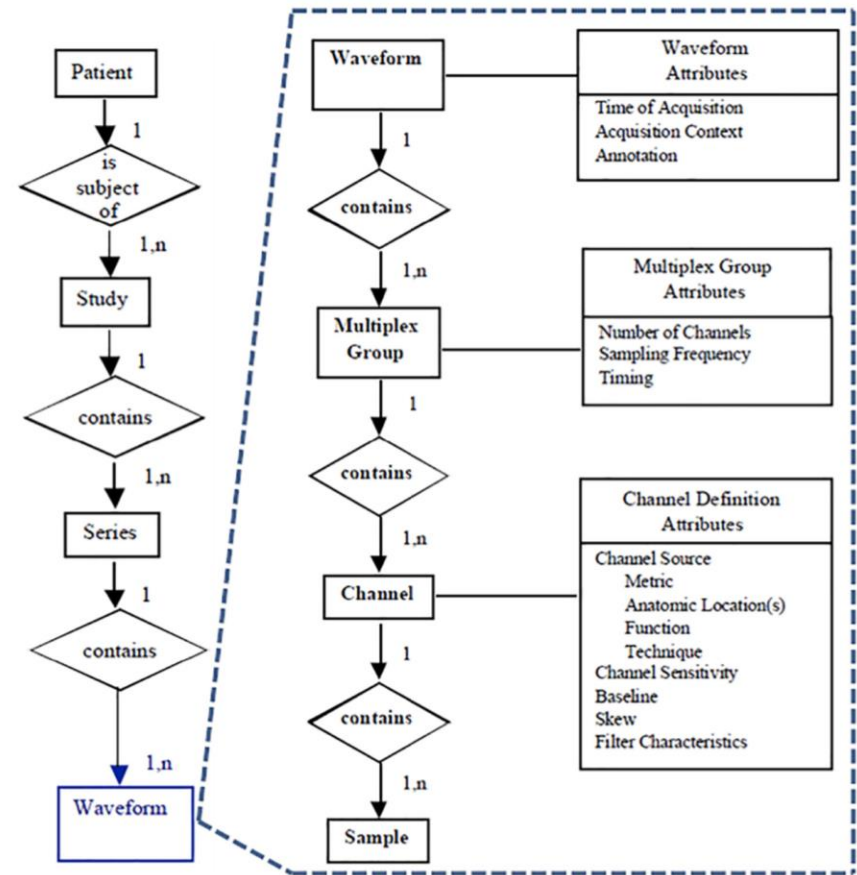 Patient
1
is
subject
of
1,n
Study
1
contains
1,n
Series
1
contains
1,n
Waveform
Waveform
1
contains
1,n
Multiplex
Group
1
contains
1,n
Channel
1
contains
1,n
Sample
Waveform
Attributes
Time of Acquisition
Acquisition Context
Annotation
Multiplex Group
Attributes
Number of Channels
Sampling Frequency
Timing
Channel Definition
Attributes
Channel Source
Metric
Anatomic Location(s)
Function
Technique
Channel Sensitivity
Baseline
Skew
Filter Characteristics